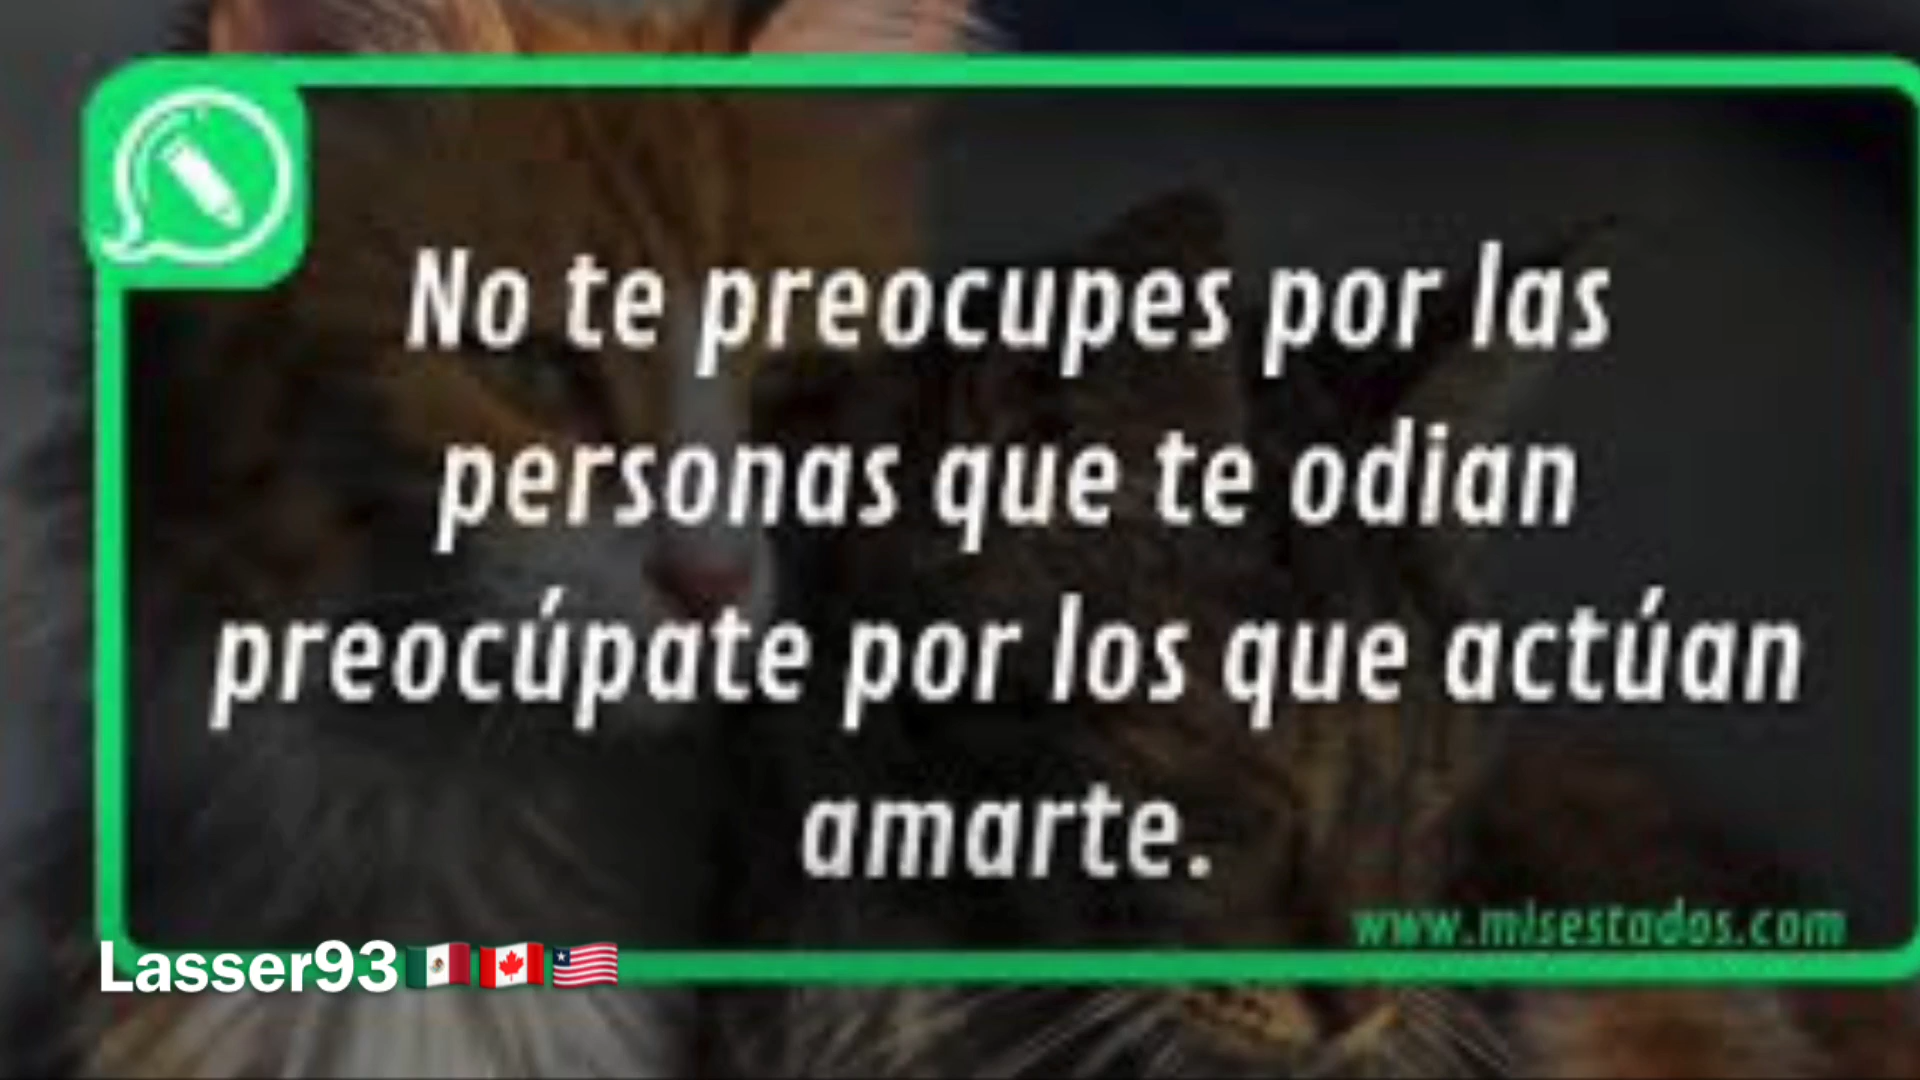 No te preocupes por las
personas que te odian
preocúpate por los que actúan
amarte.
www.misestados.com
Lasser93🇲🇽🇨🇦🇱🇷